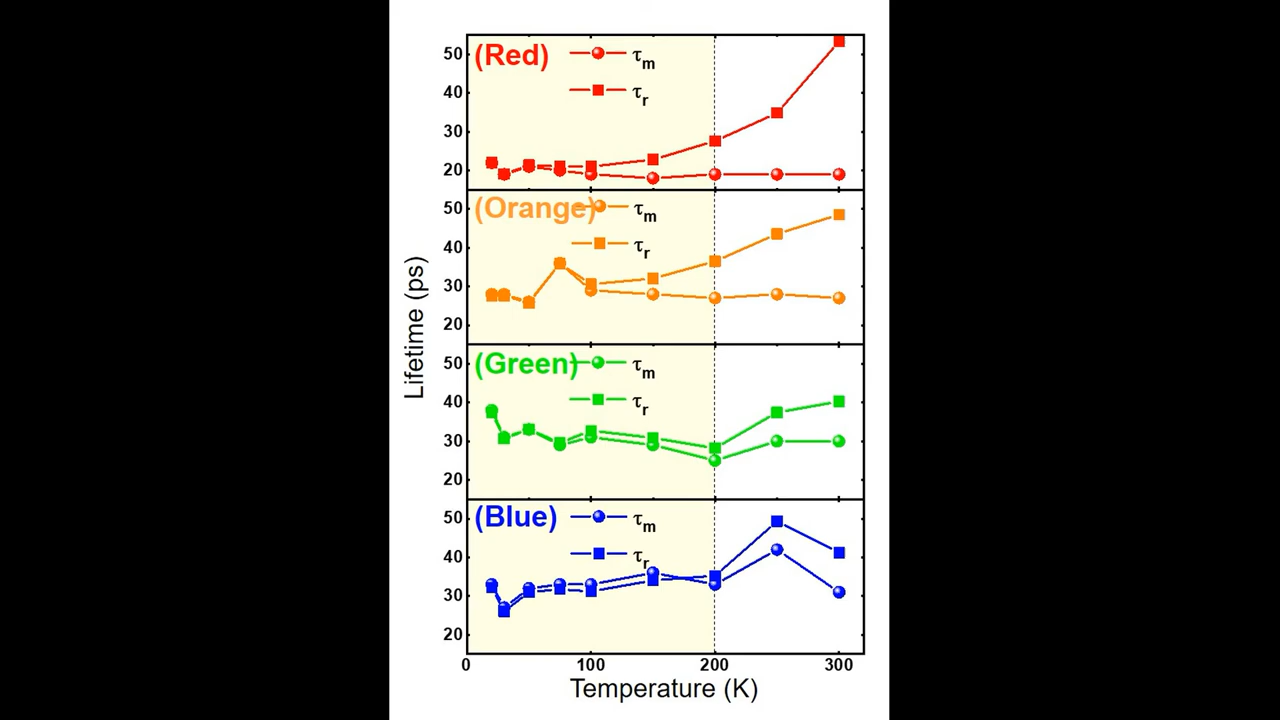 (Red)
τm
τr
50
40
30
20
(Orange)
τm
τr
50
40
30
20
(Green)
τm
τr
50
40
30
20
(Blue)
τm
τr
50
40
30
20
Lifetime (ps)
0 100 200 300
Temperature (K)